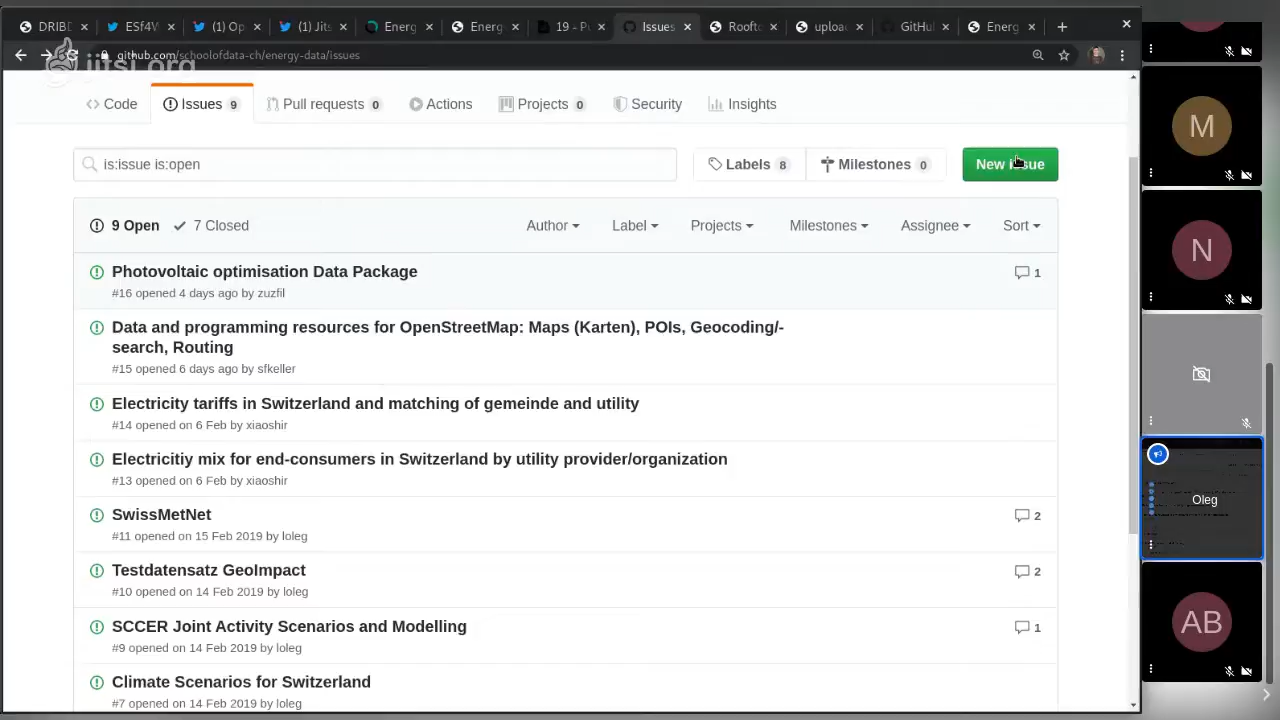 DRIBD
ESf4W
(1) Op
(1) Jits
Energ
Energ
19 - Pu
Issues
Rooft
uploa
GitHu
Energ
github.com/schoolofdata-ch/energy-data/issues
jitsi.org
Code
Issues 9
Pull requests 0
Actions
Projects 0
Security
Insights
is:issue is:open
Labels 8
Milestones 0
New issue
9 Open
7 Closed
Author
Label
Projects
Milestones
Assignee
Sort
Photovoltaic optimisation Data Package
1
#16 opened 4 days ago by zuzfil
Data and programming resources for OpenStreetMap: Maps (Karten), POIs, Geocoding/-
search, Routing
#15 opened 6 days ago by sfkeller
Electricity tariffs in Switzerland and matching of gemeinde and utility
#14 opened on 6 Feb by xiaoshir
Electricitiy mix for end-consumers in Switzerland by utility provider/organization
#13 opened on 6 Feb by xiaoshir
SwissMetNet
2
#11 opened on 15 Feb 2019 by loleg
Testdatensatz GeoImpact
2
#10 opened on 14 Feb 2019 by loleg
SCCER Joint Activity Scenarios and Modelling
1
#9 opened on 14 Feb 2019 by loleg
Climate Scenarios for Switzerland
#7 opened on 14 Feb 2019 by loleg
M
N
Oleg
AB